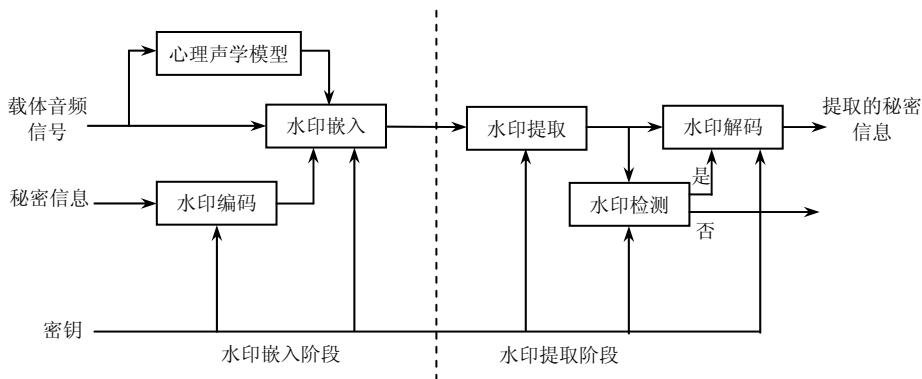 心理声学模型
载体音频
信号
水印嵌入
水印提取
水印解码
提取的秘密
信息
秘密信息
水印编码
是
水印检测
否
密钥
水印嵌入阶段
水印提取阶段